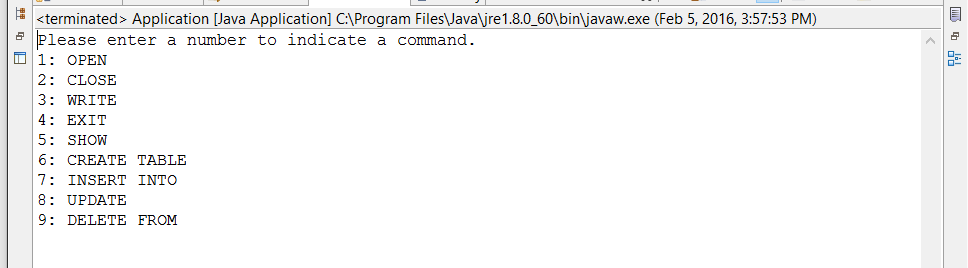 <terminated> Application [Java Application] C:\Program Files\Java\jre1.8.0_60\bin\javaw.exe (Feb 5, 2016, 3:57:53 PM)
Please enter a number to indicate a command.
1: OPEN
2: CLOSE
3: WRITE
4: EXIT
5: SHOW
6: CREATE TABLE
7: INSERT INTO
8: UPDATE
9: DELETE FROM